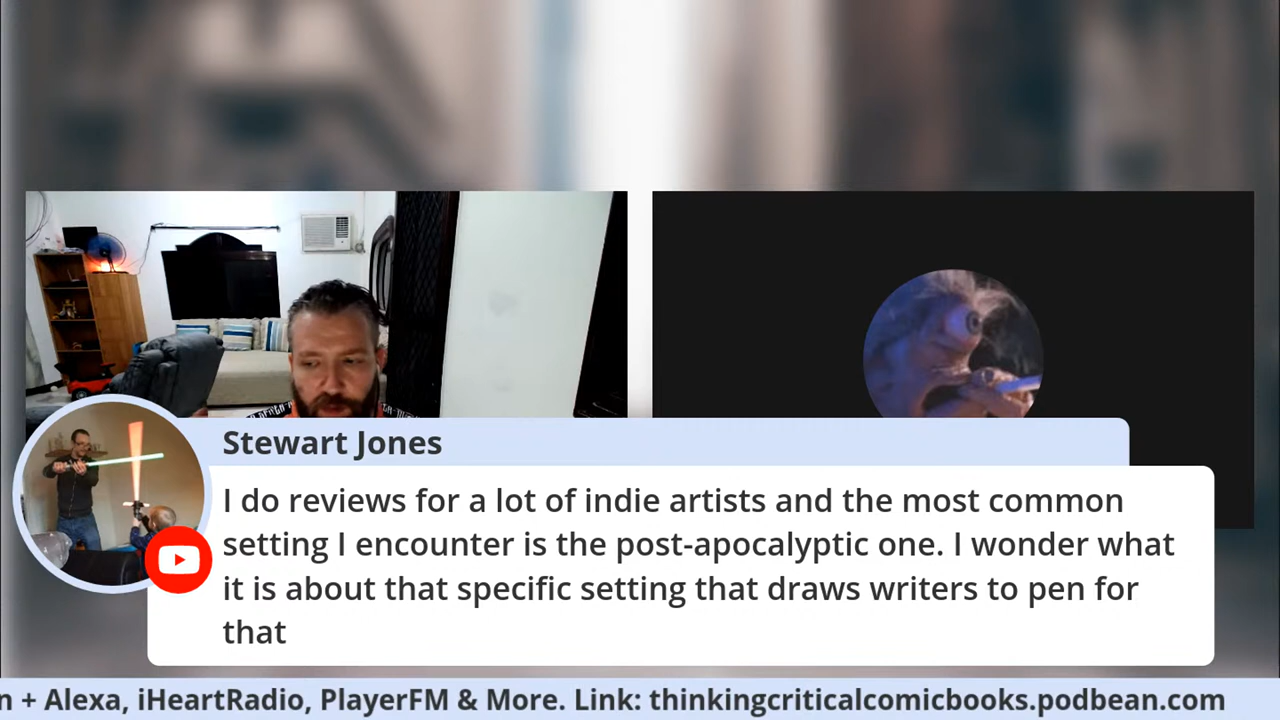 Stewart Jones
I do reviews for a lot of indie artists and the most common
setting I encounter is the post-apocalyptic one. I wonder what
it is about that specific setting that draws writers to pen for
that
+ Alexa, iHeartRadio, PlayerFM & More. Link: thinkingcriticalcomicbooks.podbean.com